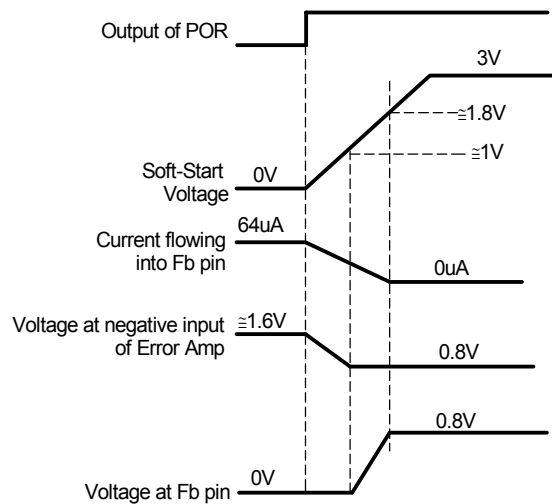 Output of POR
3V
≅1.8V
≅1V
Soft-Start
Voltage
0V
64uA
Current flowing
into Fb pin
0uA
Voltage at negative input
of Error Amp
≅1.6V
0.8V
0.8V
Voltage at Fb pin
0V